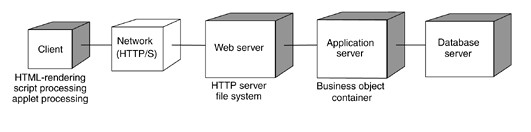 Client
Network
(HTTP/S)
Web server
Application
server
Database
server
HTML-rendering
script processing
applet processing
HTTP server
file system
Business object
container